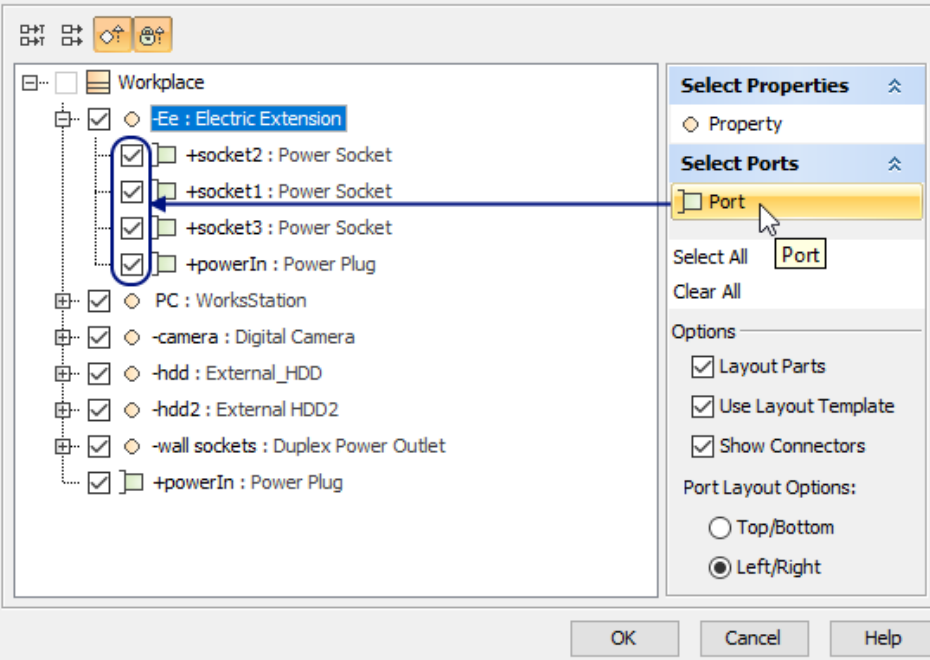 Workplace
-Ee : Electric Extension
+socket2 : Power Socket
+socket1 : Power Socket
+socket3 : Power Socket
+powerIn : Power Plug
PC : WorksStation
-camera : Digital Camera
-hdd : External_HDD
-hdd2 : External HDD2
-wall sockets : Duplex Power Outlet
+powerIn : Power Plug
Select Properties
Property
Select Ports
Port
Port
Select All
Clear All
Options
Layout Parts
Use Layout Template
Show Connectors
Port Layout Options:
Top/Bottom
Left/Right
OK
Cancel
Help